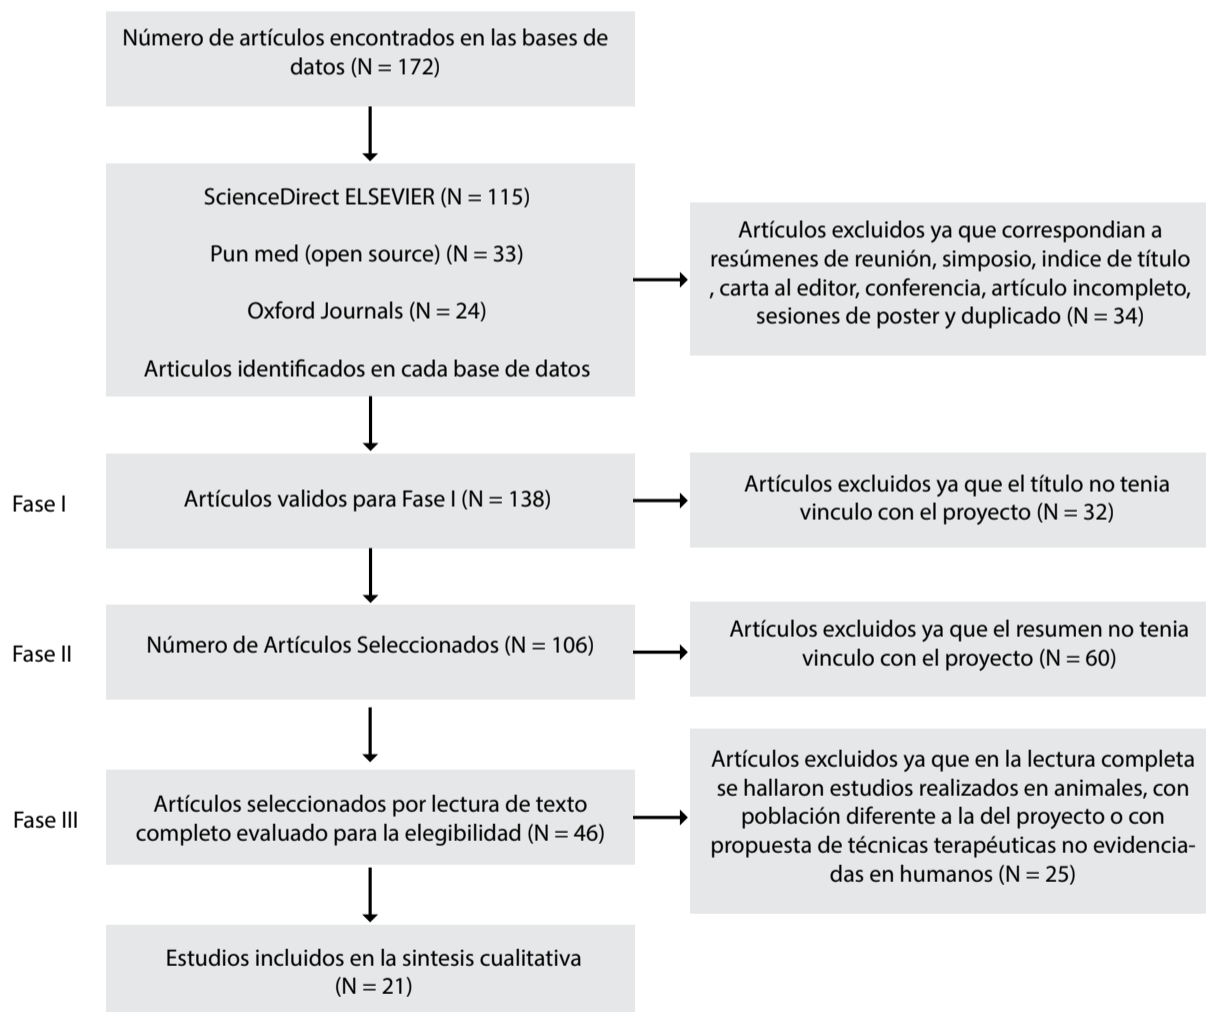 Número de artículos encontrados en las bases de
datos (N = 172)
ScienceDirect ELSEVIER (N = 115)
Pun med (open source) (N = 33)
Oxford Journals (N = 24)
Articulos identificados en cada base de datos
Artículos excluidos ya que correspondian a
resúmenes de reunión, simposio, indice de título
, carta al editor, conferencia, artículo incompleto,
sesiones de poster y duplicado (N = 34)
Fase I
Artículos validos para Fase I (N = 138)
Artículos excluidos ya que el título no tenia
vinculo con el proyecto (N = 32)
Fase II
Número de Artículos Seleccionados (N = 106)
Artículos excluidos ya que el resumen no tenia
vinculo con el proyecto (N = 60)
Fase III
Artículos seleccionados por lectura de texto
completo evaluado para la elegibilidad (N = 46)
Artículos excluidos ya que en la lectura completa
se hallaron estudios realizados en animales, con
población diferente a la del proyecto o con
propuesta de técnicas terapéuticas no evidencia-
das en humanos (N = 25)
Estudios incluidos en la sintesis cualitativa
(N = 21)